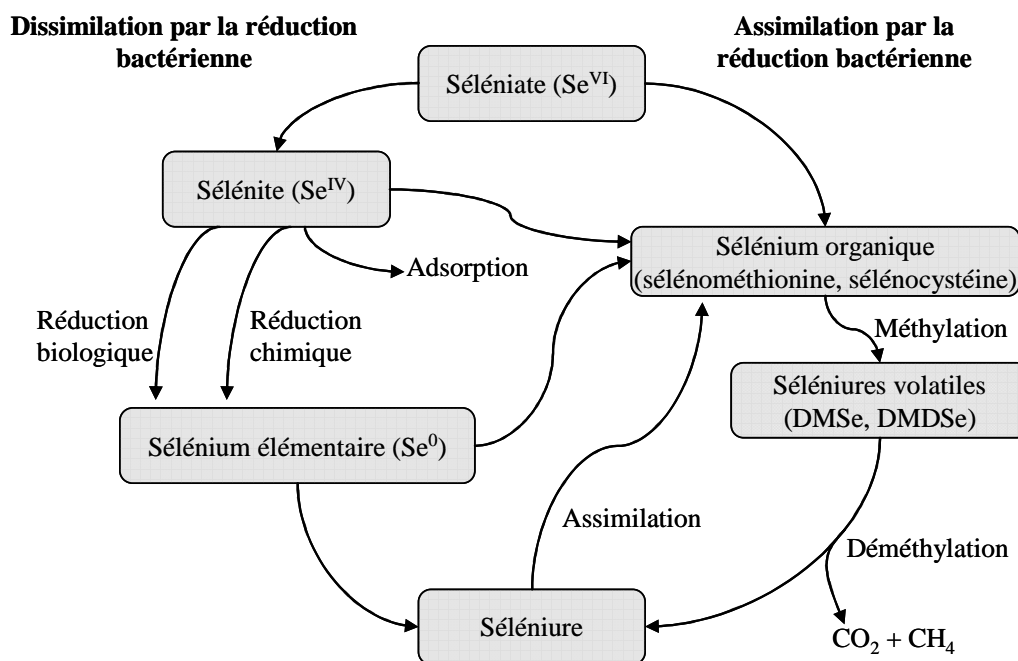 Dissimilation par la réduction
bactérienne
Assimilation par la
réduction bactérienne
Séléniate (Se^VI)
Sélénite (Se^IV)
Adsorption
Sélénium organique
(sélénométhionine, sélénocystéine)
Réduction
biologique
Réduction
chimique
Méthylation
Séléniures volatiles
(DMSe, DMDSe)
Sélénium élémentaire (Se^0)
Assimilation
Déméthylation
Séléniure
CO₂ + CH₄